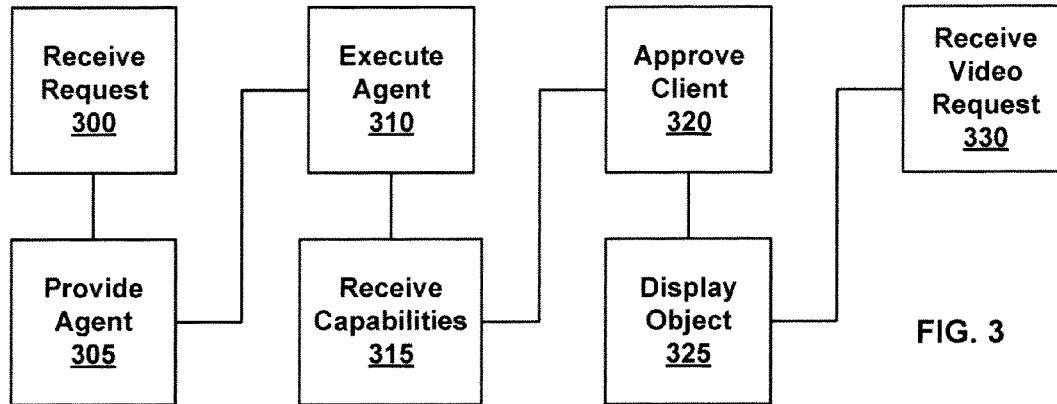 Receive
Request
300
Provide
Agent
305
Execute
Agent
310
Receive
Capabilities
315
Approve
Client
320
Display
Object
325
Receive
Video
Request
330
FIG. 3